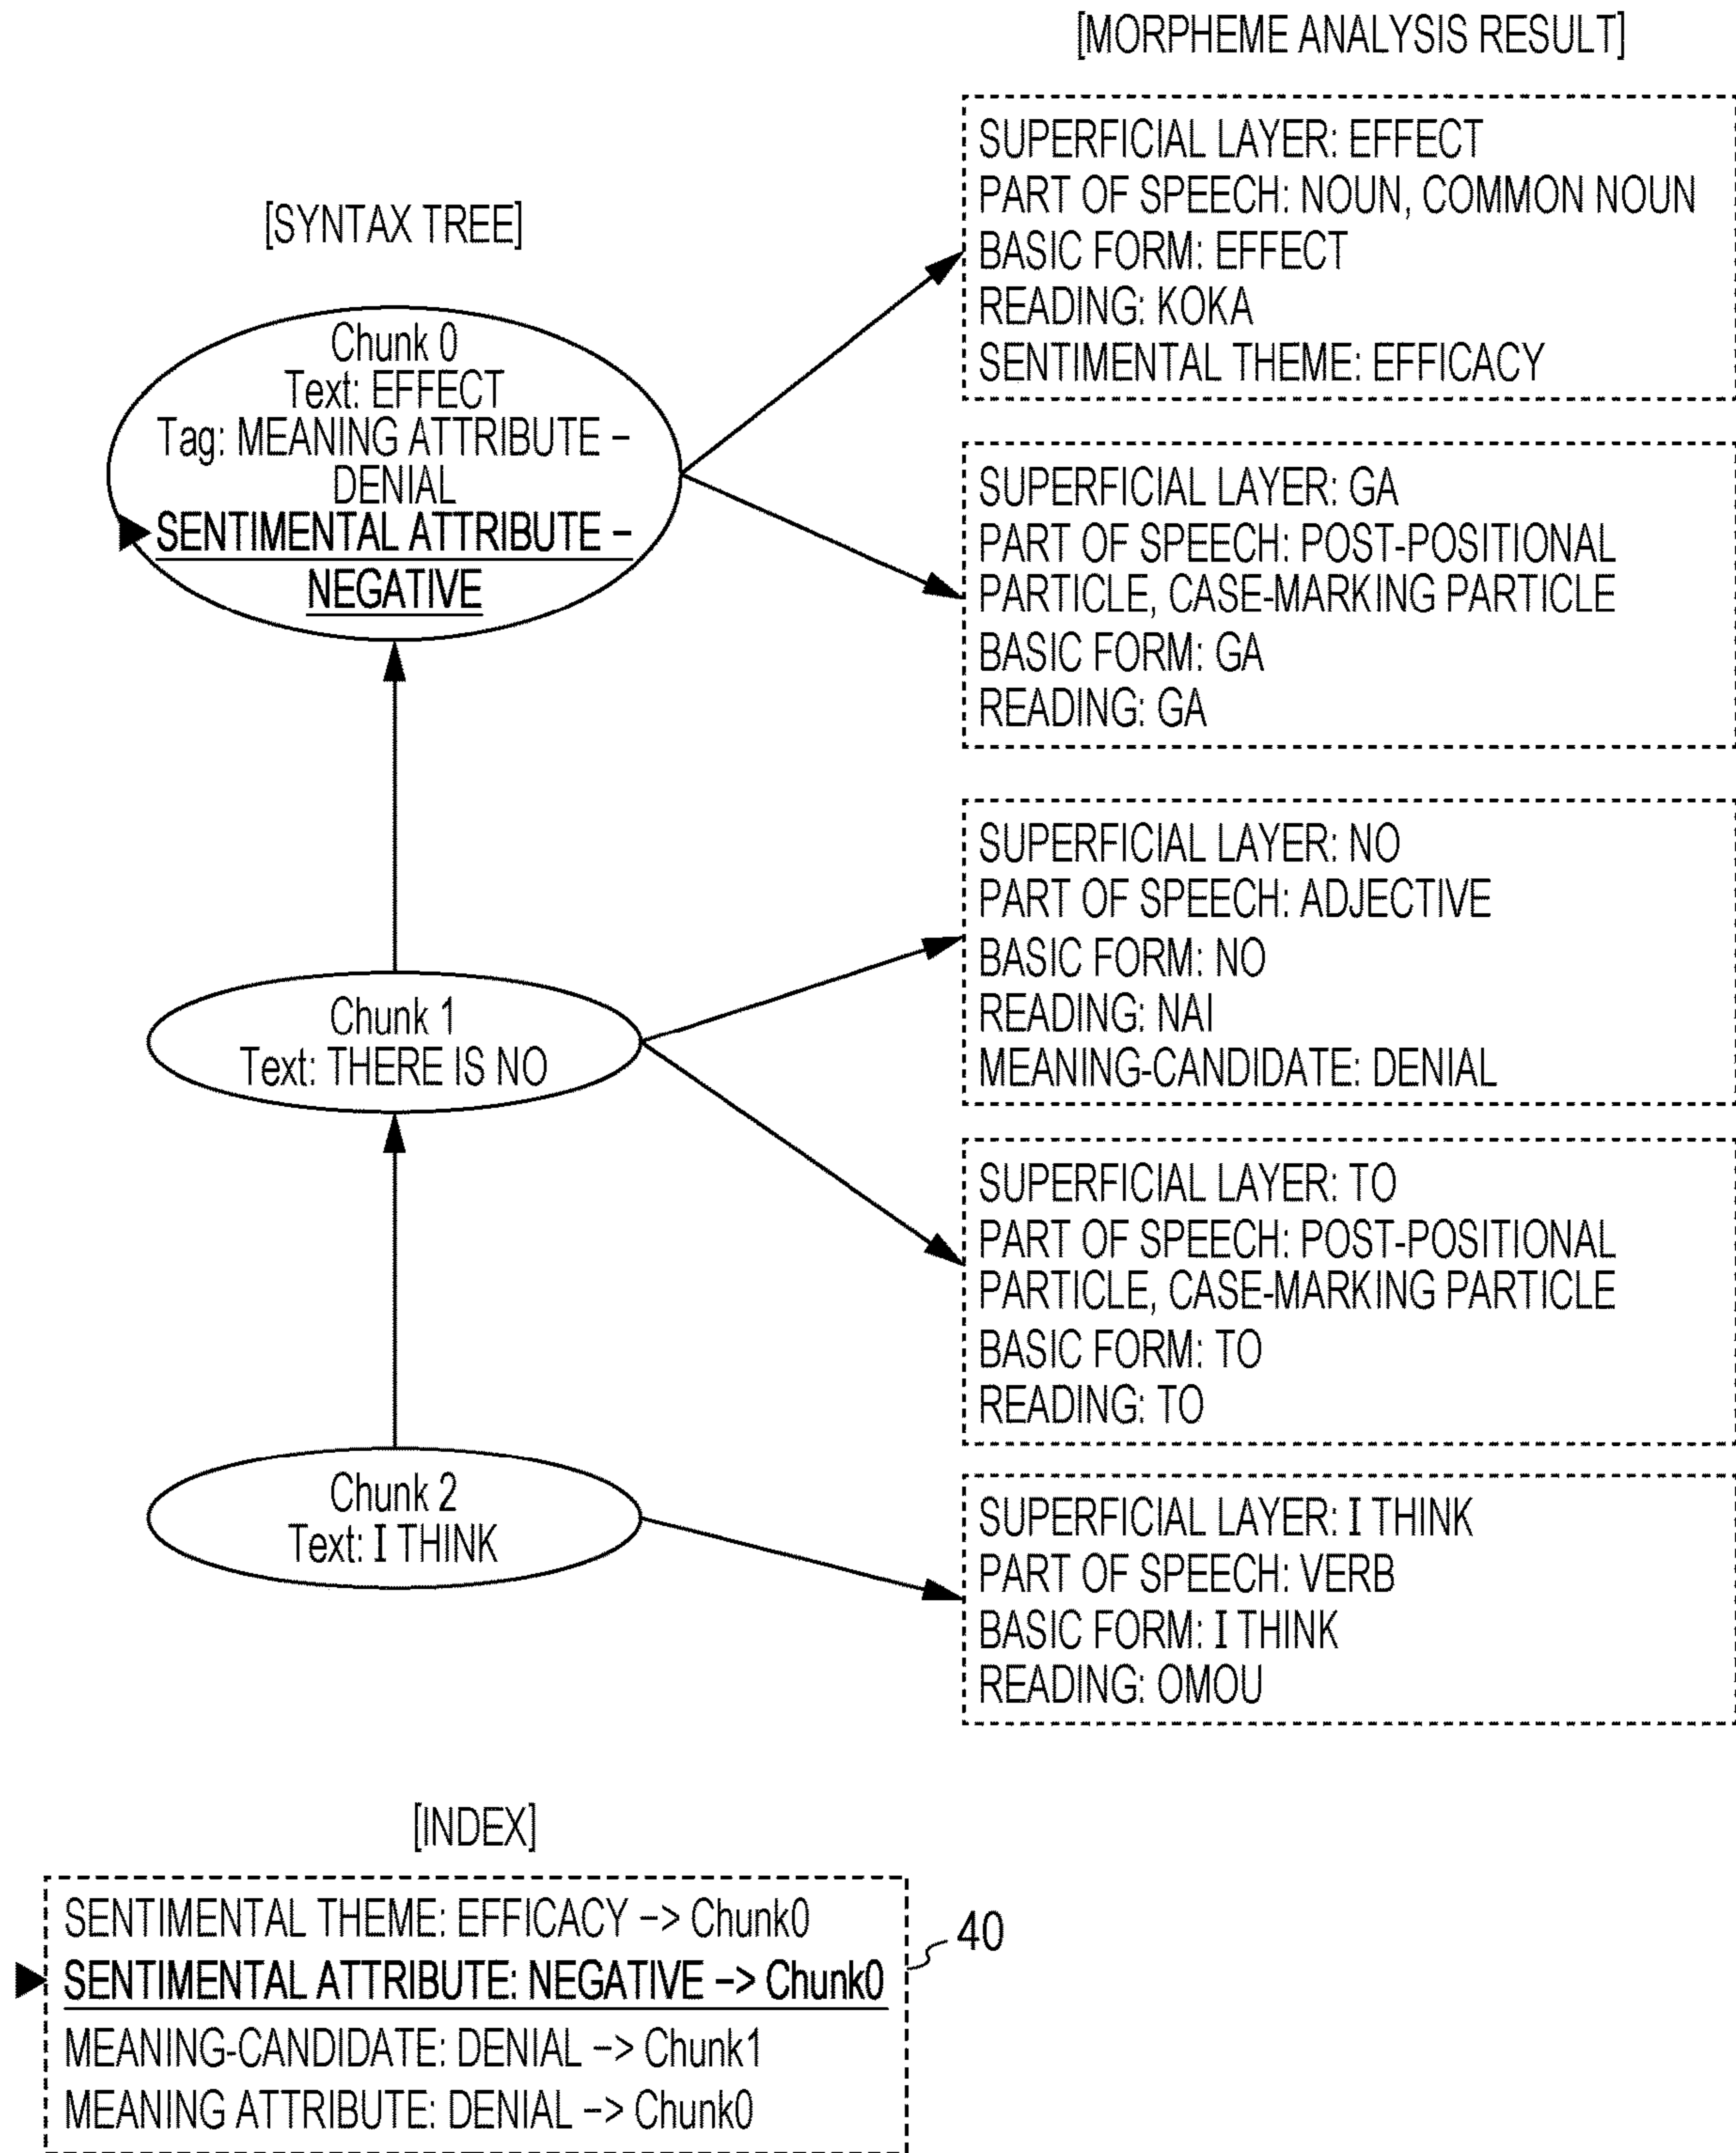 [MORPHEME ANALYSIS RESULT]
[SYNTAX TREE]
Chunk 0
Text: EFFECT
Tag: MEANING ATTRIBUTE –
DENIAL
SENTIMENTAL ATTRIBUTE –
NEGATIVE
SUPERFICIAL LAYER: EFFECT
PART OF SPEECH: NOUN, COMMON NOUN
BASIC FORM: EFFECT
READING: KOKA
SENTIMENTAL THEME: EFFICACY
SUPERFICIAL LAYER: GA
PART OF SPEECH: POST-POSITIONAL
PARTICLE, CASE-MARKING PARTICLE
BASIC FORM: GA
READING: GA
Chunk 1
Text: THERE IS NO
SUPERFICIAL LAYER: NO
PART OF SPEECH: ADJECTIVE
BASIC FORM: NO
READING: NAI
MEANING-CANDIDATE: DENIAL
SUPERFICIAL LAYER: TO
PART OF SPEECH: POST-POSITIONAL
PARTICLE, CASE-MARKING PARTICLE
BASIC FORM: TO
READING: TO
Chunk 2
Text: I THINK
SUPERFICIAL LAYER: I THINK
PART OF SPEECH: VERB
BASIC FORM: I THINK
READING: OMOU
[INDEX]
SENTIMENTAL THEME: EFFICACY –> Chunk0
SENTIMENTAL ATTRIBUTE: NEGATIVE –> Chunk0
MEANING-CANDIDATE: DENIAL –> Chunk1
MEANING ATTRIBUTE: DENIAL –> Chunk0
40